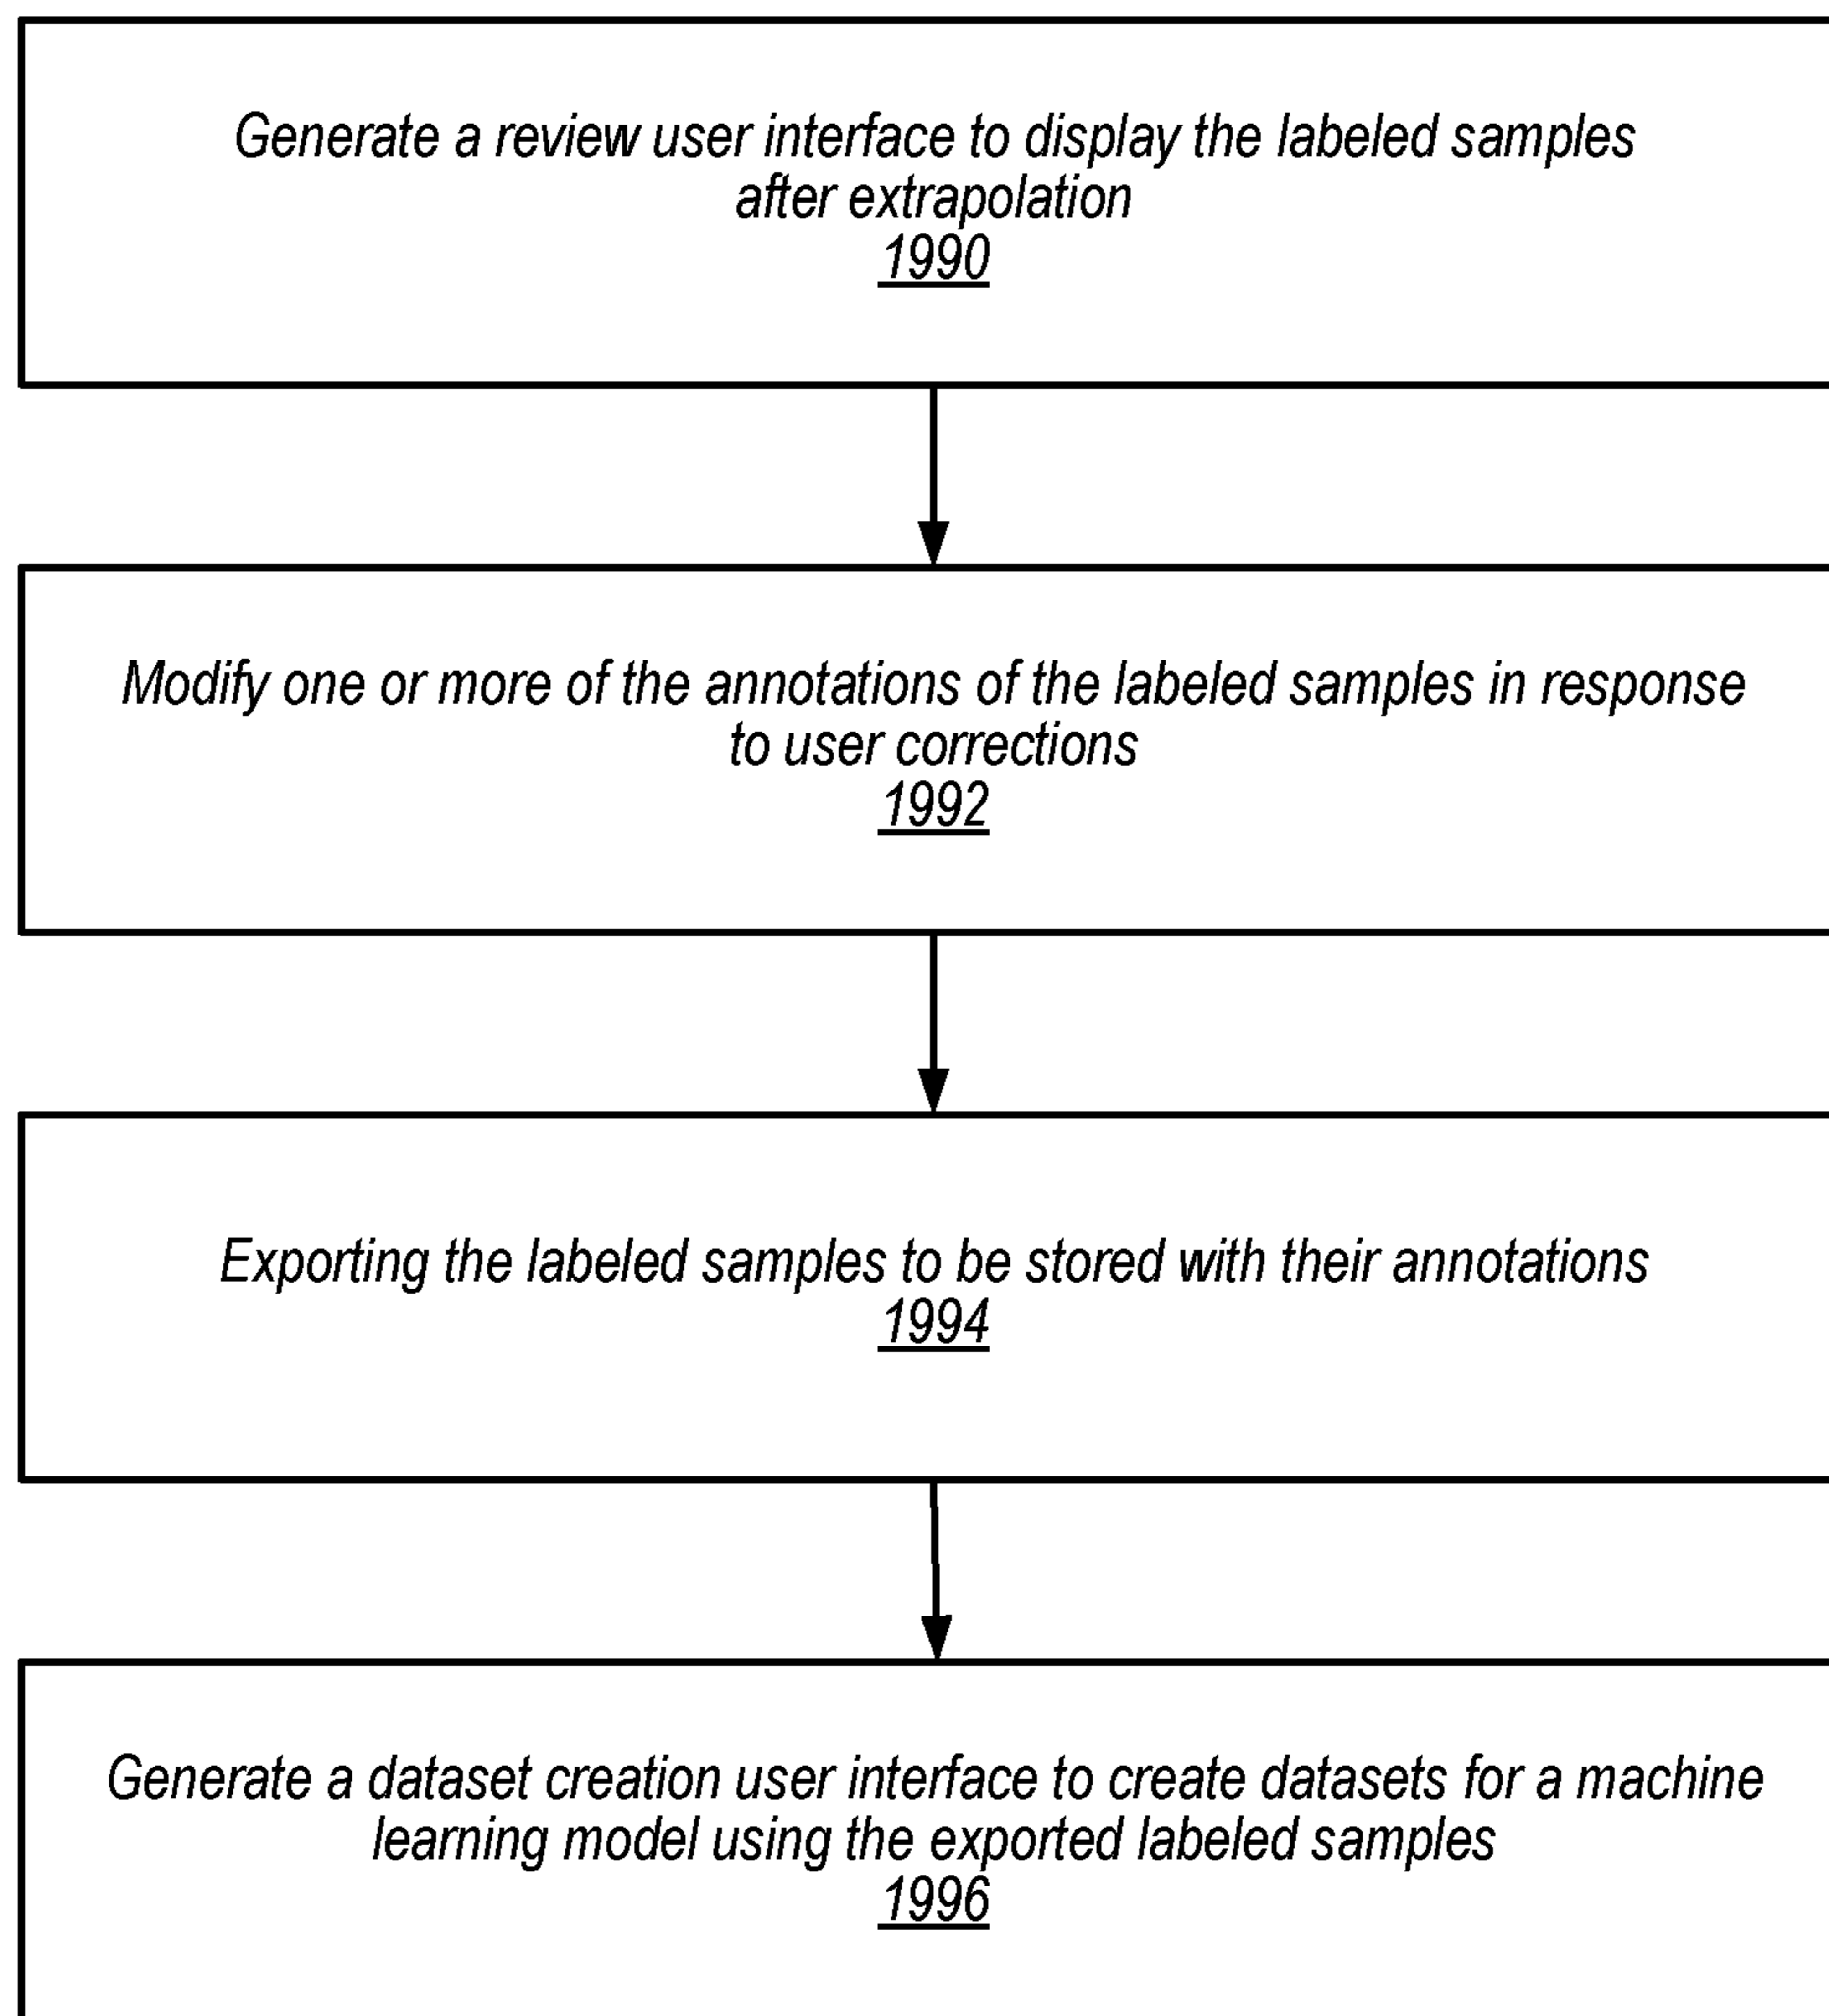 Generate a review user interface to display the labeled samples
after extrapolation
1990
Modify one or more of the annotations of the labeled samples in response
to user corrections
1992
Exporting the labeled samples to be stored with their annotations
1994
Generate a dataset creation user interface to create datasets for a machine
learning model using the exported labeled samples
1996